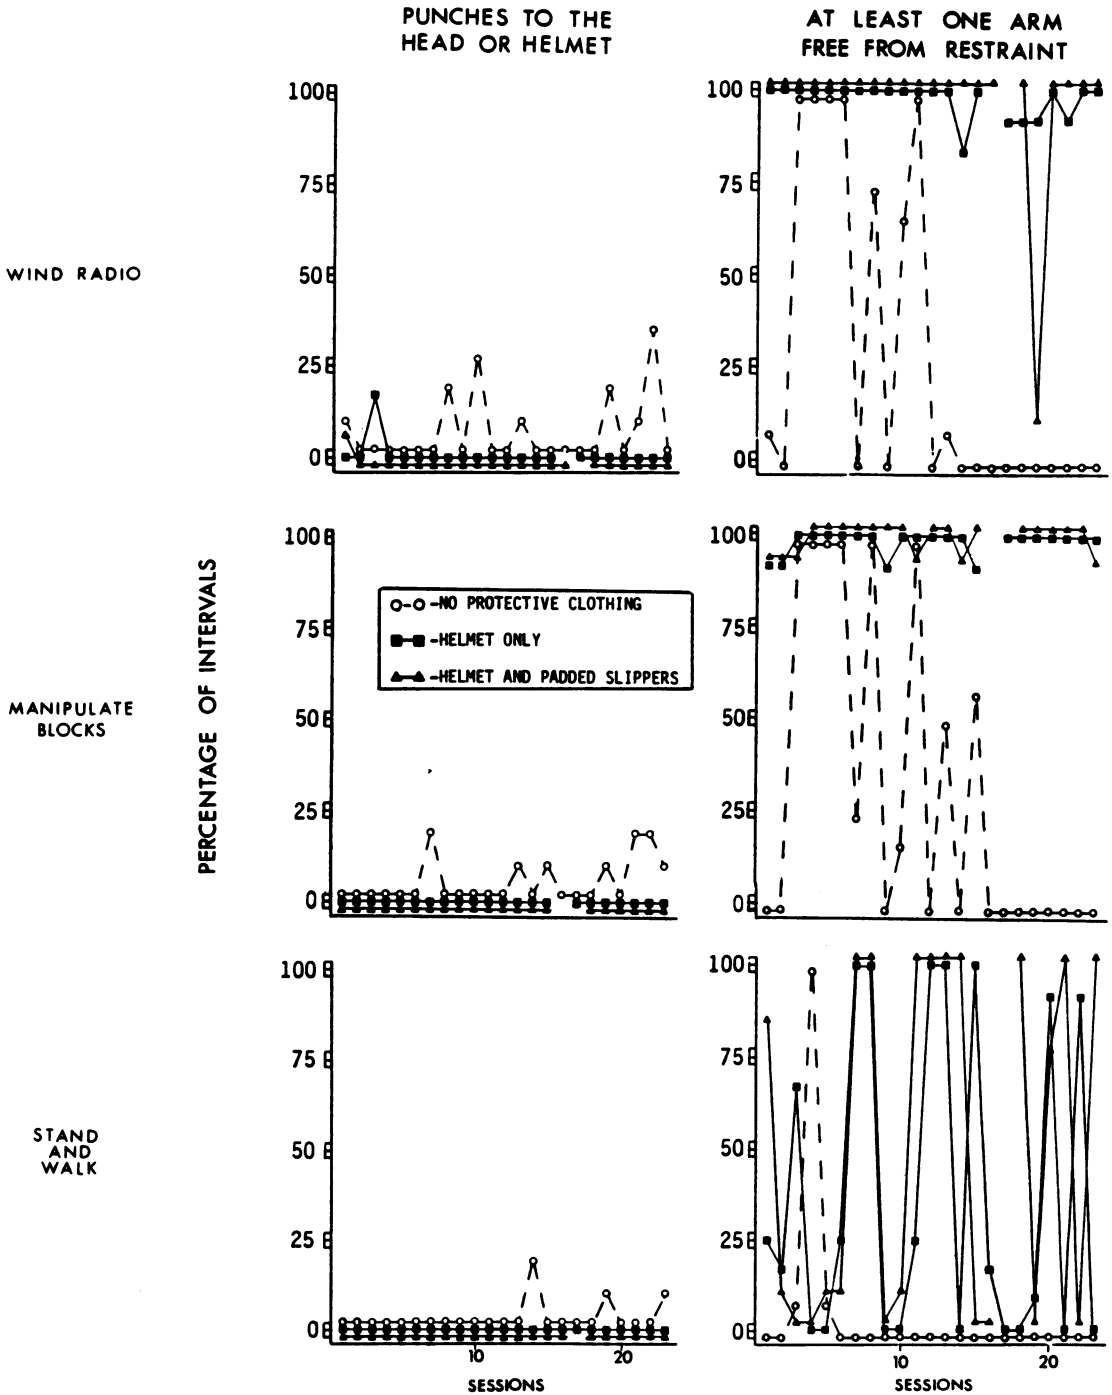 PUNCHES TO THE
HEAD OR HELMET
AT LEAST ONE ARM
FREE FROM RESTRAINT
WIND RADIO
100
75
50
25
0
100
75
50
25
0
MANIPULATE
BLOCKS
PERCENTAGE OF INTERVALS
100
75
50
25
0
NO PROTECTIVE CLOTHING
HELMET ONLY
HELMET AND PADDED SLIPPERS
100
75
50
25
0
STAND
AND
WALK
100
75
50
25
0
10 20
SESSIONS
100
75
50
25
0
10 20
SESSIONS